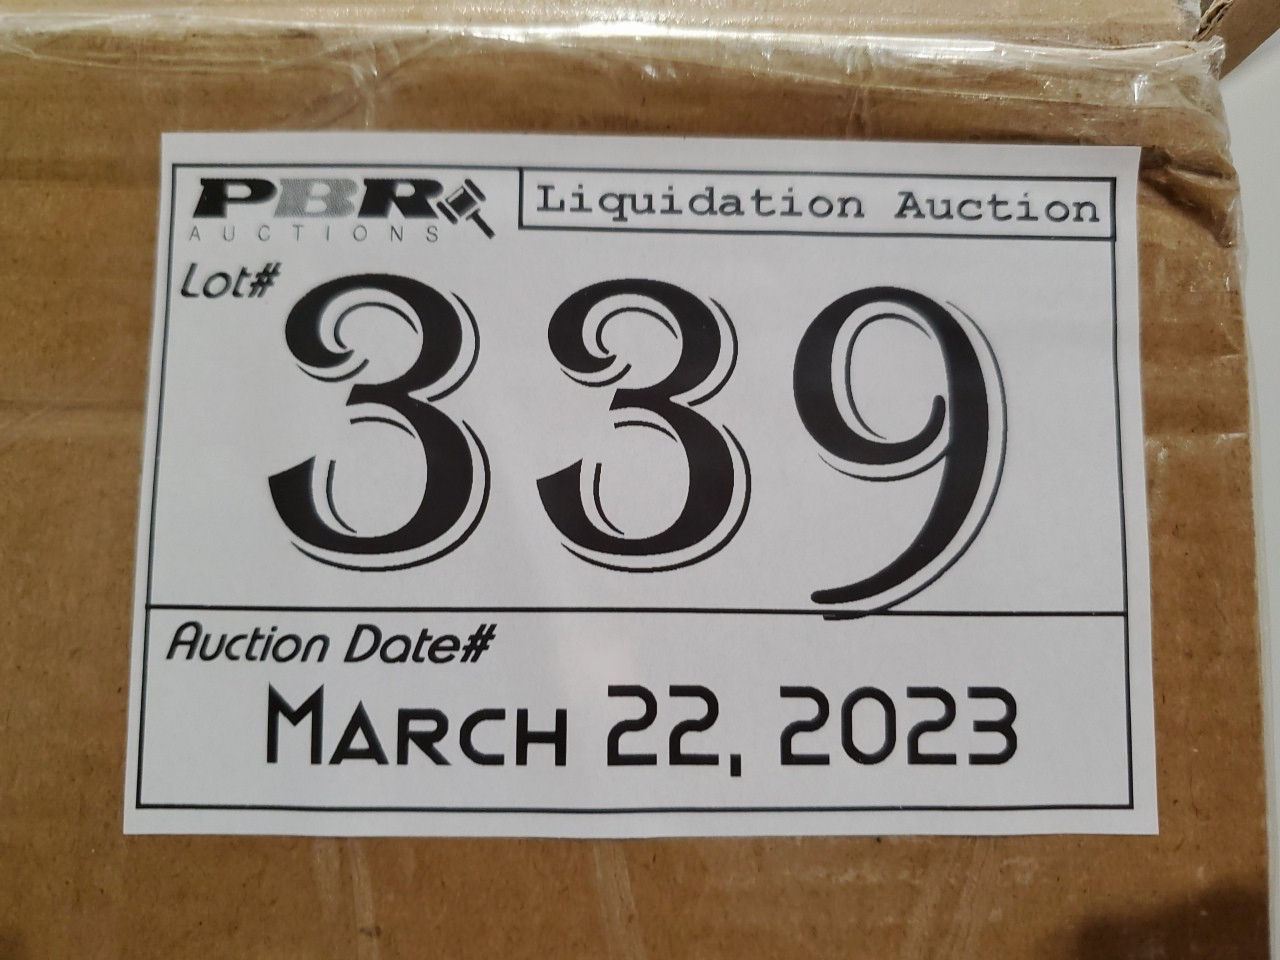 PBR
AUCTIONS
Liquidation Auction
Lot#
339
Auction Date#
March 22, 2023